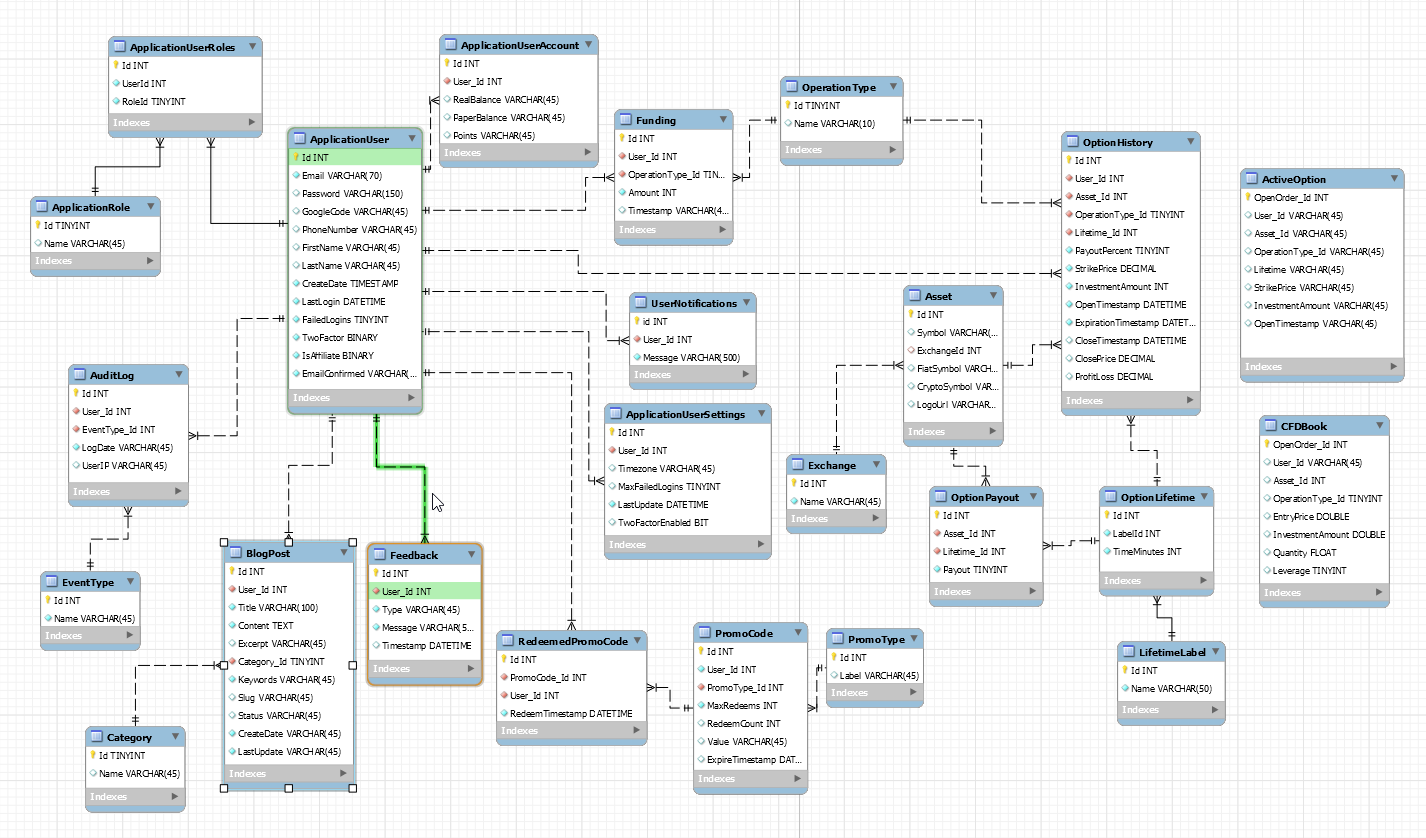 ApplicationUserRoles
Id INT
UserId INT
RoleId TINYINT
Indexes
ApplicationRole
Id TINYINT
Name VARCHAR(45)
Indexes
ApplicationUser
Id INT
Email VARCHAR(70)
Password VARCHAR(150)
GoogleCode VARCHAR(45)
PhoneNumber VARCHAR(45)
FirstName VARCHAR(45)
LastName VARCHAR(45)
CreateDate TIMESTAMP
LastLogin DATETIME
FailedLogins TINYINT
TwoFactor BINARY
IsAffiliate BINARY
EmailConfirmed VARCHAR(...
Indexes
ApplicationUserAccount
Id INT
User_Id INT
RealBalance VARCHAR(45)
PaperBalance VARCHAR(45)
Points VARCHAR(45)
Indexes
Funding
Id INT
User_Id INT
OperationType_Id TIN...
Amount INT
Timestamp VARCHAR(4...
Indexes
OperationType
Id TINYINT
Name VARCHAR(10)
Indexes
OptionHistory
Id INT
User_Id INT
Asset_Id INT
OperationType_Id TINYINT
Lifetime_Id INT
PayoutPercent TINYINT
StrikePrice DECIMAL
InvestmentAmount INT
OpenTimestamp DATETIME
ExpirationTimestamp DATET...
CloseTimestamp DATETIME
ClosePrice DECIMAL
ProfitLoss DECIMAL
Indexes
ActiveOption
OpenOrder_Id INT
User_Id VARCHAR(45)
Asset_Id VARCHAR(45)
OperationType_Id VARCHAR(45)
Lifetime VARCHAR(45)
StrikePrice VARCHAR(45)
InvestmentAmount VARCHAR(45)
OpenTimestamp VARCHAR(45)
Indexes
UserNotifications
id INT
User_Id INT
Message VARCHAR(500)
Indexes
Asset
Id INT
Symbol VARCHAR(...
ExchangeId INT
FiatSymbol VARCH...
CryptoSymbol VAR...
LogoUrl VARCHAR...
Indexes
AuditLog
Id INT
User_Id INT
EventType_Id INT
LogDate VARCHAR(45)
UserIP VARCHAR(45)
Indexes
ApplicationUserSettings
Id INT
User_Id INT
Timezone VARCHAR(45)
MaxFailedLogins TINYINT
LastUpdate DATETIME
TwoFactorEnabled BIT
Indexes
Exchange
Id INT
Name VARCHAR(45)
Indexes
CFDBook
OpenOrder_Id INT
User_Id VARCHAR(45)
Asset_Id INT
OperationType_Id TINYINT
EntryPrice DOUBLE
InvestmentAmount DOUBLE
Quantity FLOAT
Leverage TINYINT
Indexes
OptionPayout
Id INT
Asset_Id INT
Lifetime_Id INT
Payout TINYINT
Indexes
OptionLifetime
Id INT
LabelId INT
TimeMinutes INT
Indexes
EventType
Id INT
Name VARCHAR(45)
Indexes
BlogPost
Id INT
User_Id INT
Title VARCHAR(100)
Content TEXT
Excerpt VARCHAR(45)
Category_Id TINYINT
Keywords VARCHAR(45)
Slug VARCHAR(45)
Status VARCHAR(45)
CreateDate VARCHAR(45)
LastUpdate VARCHAR(45)
Indexes
Feedback
Id INT
User_Id INT
Type VARCHAR(45)
Message VARCHAR(5...
Timestamp DATETIME
Indexes
RedeemedPromoCode
Id INT
PromoCode_Id INT
User_Id INT
RedeemTimestamp DATETIME
Indexes
PromoCode
Id INT
User_Id INT
PromoType_Id INT
MaxRedeems INT
RedeemCount INT
Value VARCHAR(45)
ExpireTimestamp DAT...
Indexes
PromoType
Id INT
Label VARCHAR(45)
Indexes
LifetimeLabel
Id INT
Name VARCHAR(50)
Indexes
Category
Id TINYINT
Name VARCHAR(45)
Indexes